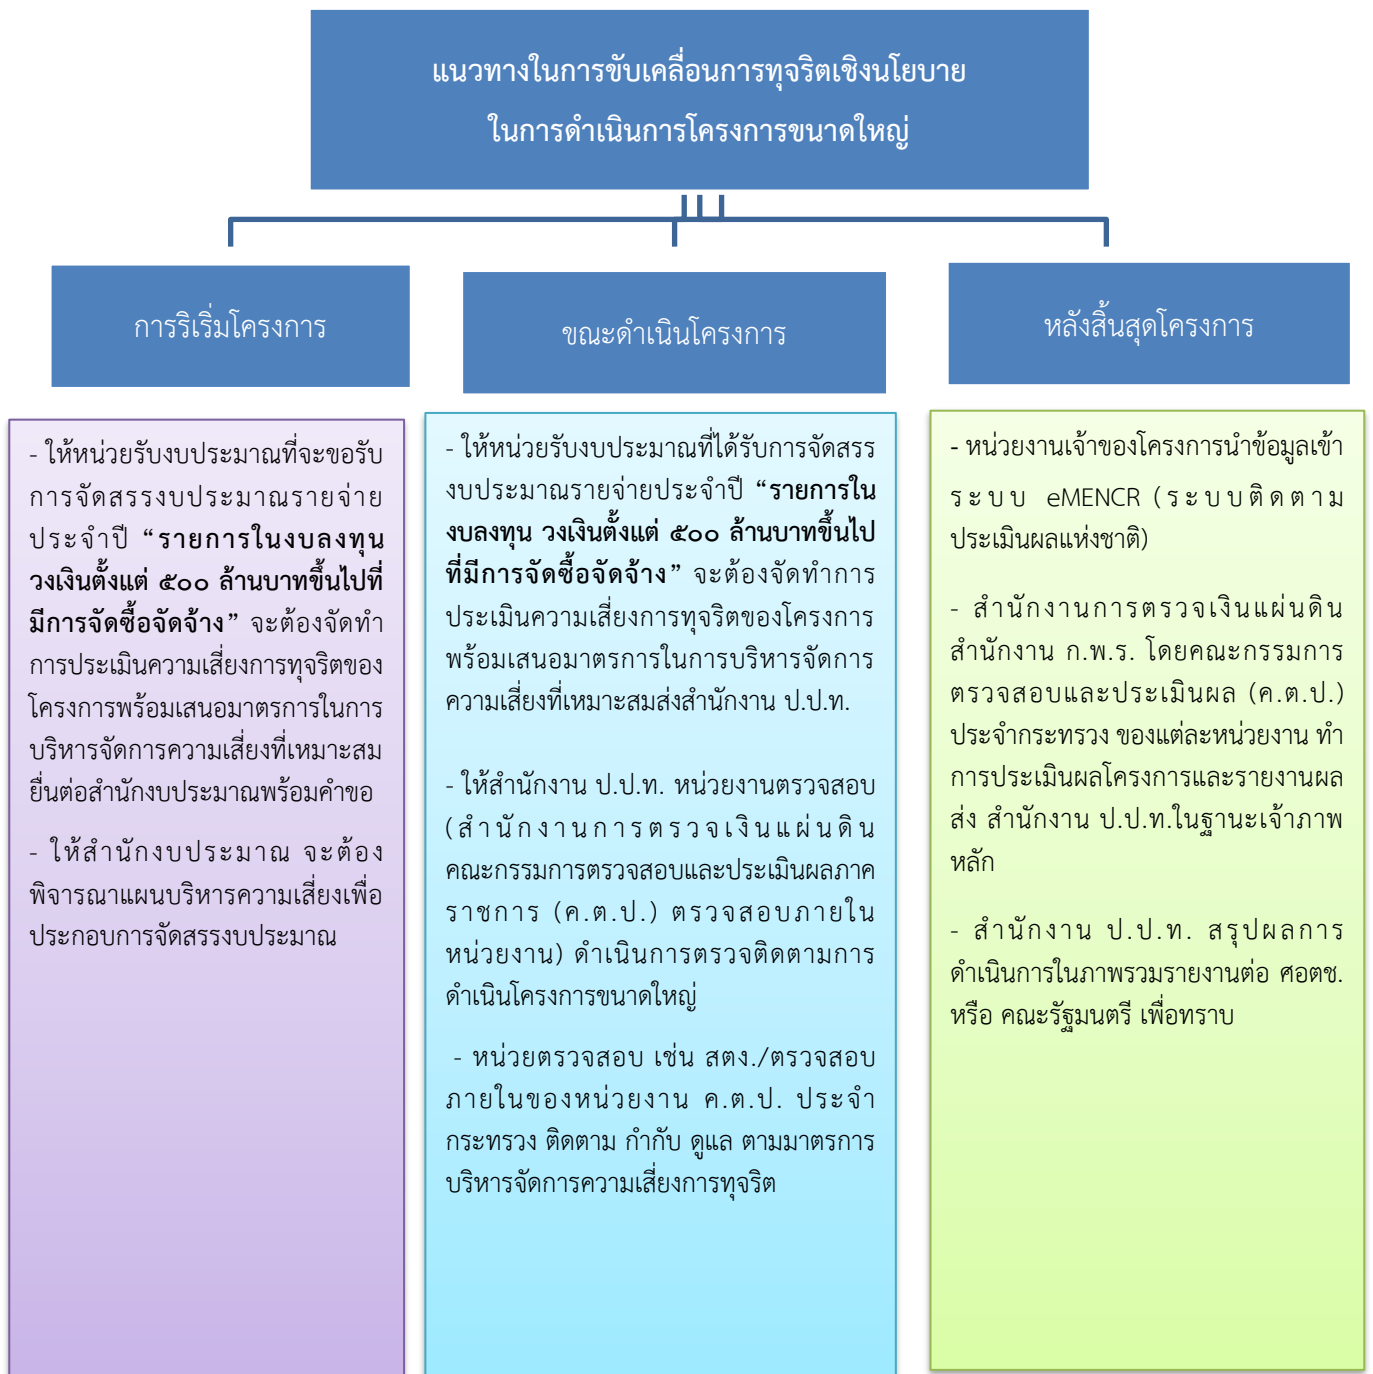 แนวทางในการขับเคลื่อนการทุจริตเชิงนโยบาย
ในการดำเนินการโครงการขนาดใหญ่
การริเริ่มโครงการ
- ให้หน่วยรับงบประมาณที่จะขอรับ
การจัดสรรงบประมาณรายจ่าย
ประจำปี “รายการในงบลงทุน
วงเงินตั้งแต่ ๕๐๐ ล้านบาทขึ้นไปที่
มีการจัดซื้อจัดจ้าง” จะต้องจัดทำ
การประเมินความเสี่ยงการทุจริตของ
โครงการพร้อมเสนอมาตรการในการ
บริหารจัดการความเสี่ยงที่เหมาะสม
ยื่นต่อสำนักงบประมาณพร้อมคำขอ
- ให้สำนักงบประมาณ จะต้อง
พิจารณาแผนบริหารความเสี่ยงเพื่อ
ประกอบการจัดสรรงบประมาณ
ขณะดำเนินโครงการ
- ให้หน่วยรับงบประมาณที่ได้รับการจัดสรร
งบประมาณรายจ่ายประจำปี “รายการใน
งบลงทุน วงเงินตั้งแต่ ๕๐๐ ล้านบาทขึ้นไป
ที่มีการจัดซื้อจัดจ้าง” จะต้องจัดทำการ
ประเมินความเสี่ยงการทุจริตของโครงการ
พร้อมเสนอมาตรการในการบริหารจัดการ
ความเสี่ยงที่เหมาะสมส่งสำนักงาน ป.ป.ท.
- ให้สำนักงาน ป.ป.ท. หน่วยงานตรวจสอบ
(สำนักงานการตรวจเงินแผ่นดิน
คณะกรรมการตรวจสอบและประเมินผลภาค
ราชการ (ค.ต.ป.) ตรวจสอบภายใน
หน่วยงาน) ดำเนินการตรวจติดตามการ
ดำเนินโครงการขนาดใหญ่
- หน่วยตรวจสอบ เช่น สตง./ตรวจสอบ
ภายในของหน่วยงาน ค.ต.ป. ประจำ
กระทรวง ติดตาม กำกับ ดูแล ตามมาตรการ
บริหารจัดการความเสี่ยงการทุจริต
หลังสิ้นสุดโครงการ
- หน่วยงานเจ้าของโครงการนำข้อมูลเข้า
ระบบ eMENCR (ระบบติดตาม
ประเมินผลแห่งชาติ)
- สำนักงานการตรวจเงินแผ่นดิน
สำนักงาน ก.พ.ร. โดยคณะกรรมการ
ตรวจสอบและประเมินผล (ค.ต.ป.)
ประจำกระทรวง ของแต่ละหน่วยงาน ทำ
การประเมินผลโครงการและรายงานผล
ส่ง สำนักงาน ป.ป.ท.ในฐานะเจ้าภาพ
หลัก
- สำนักงาน ป.ป.ท. สรุปผลการ
ดำเนินการในภาพรวมรายงานต่อ ศอตช.
หรือ คณะรัฐมนตรี เพื่อทราบ